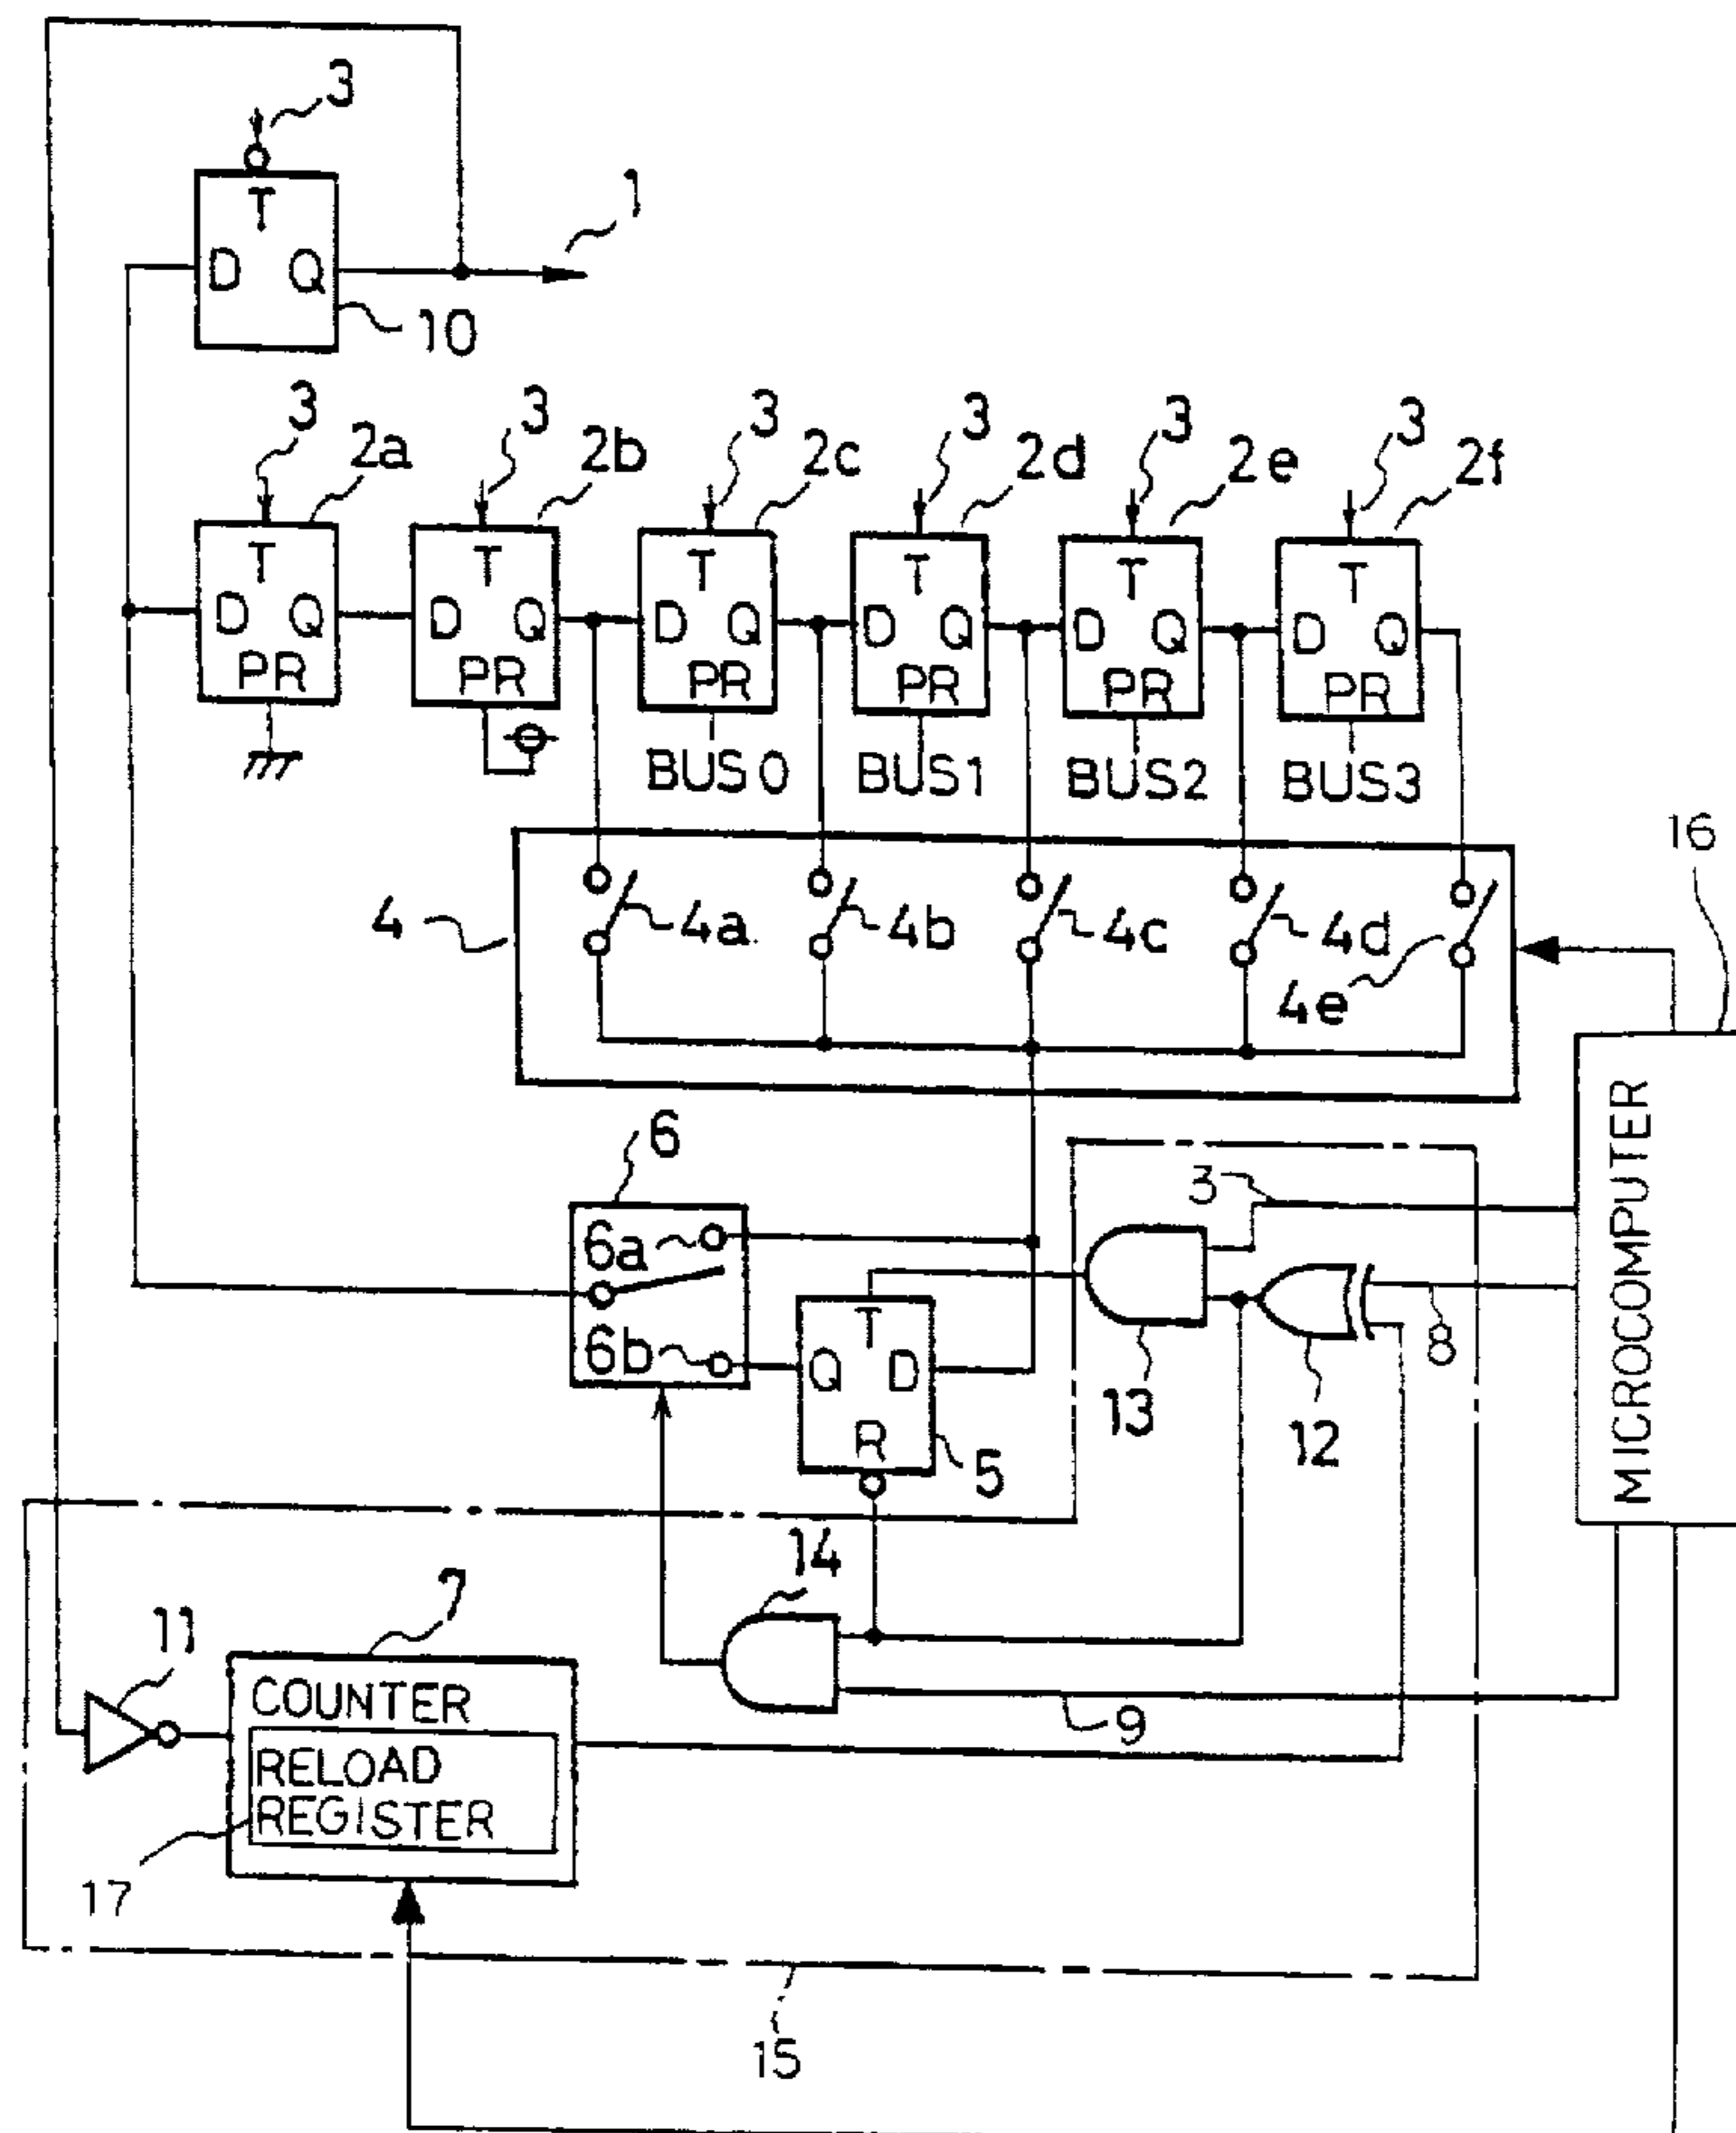 3
1
T
D Q
10
3 3 3 3 3 3
2a 2b 2c 2d 2e 2f
T T T T T T
D Q D Q D Q D Q D Q D Q
PR PR PR PR PR PR
BUS0 BUS1 BUS2 BUS3
16
4 4a 4b 4c 4d
4e
MICROCOMPUTER
6
3
6a
T
6b Q D
8
13 12
R 5
14
7
11
COUNTER
9
RELOAD
REGISTER
17
15